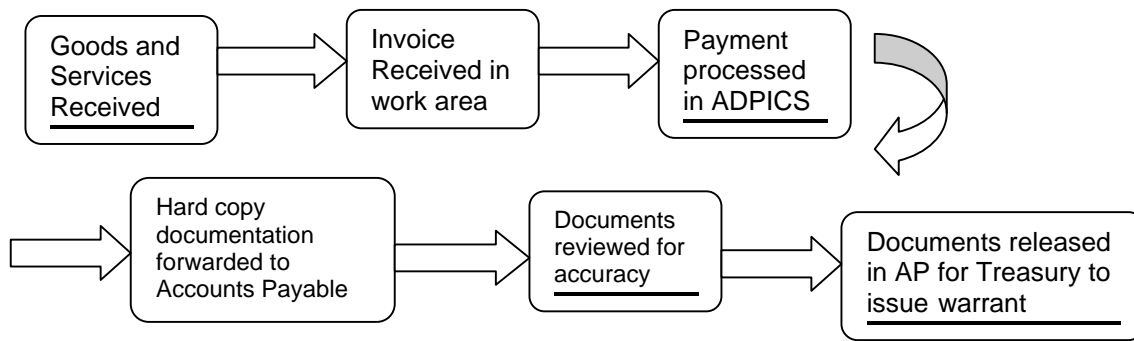 Goods and
Services
Received
Invoice
Received in
work area
Payment
processed
in ADPICS
Hard copy
documentation
forwarded to
Accounts Payable
Documents
reviewed for
accuracy
Documents released
in AP for Treasury to
issue warrant